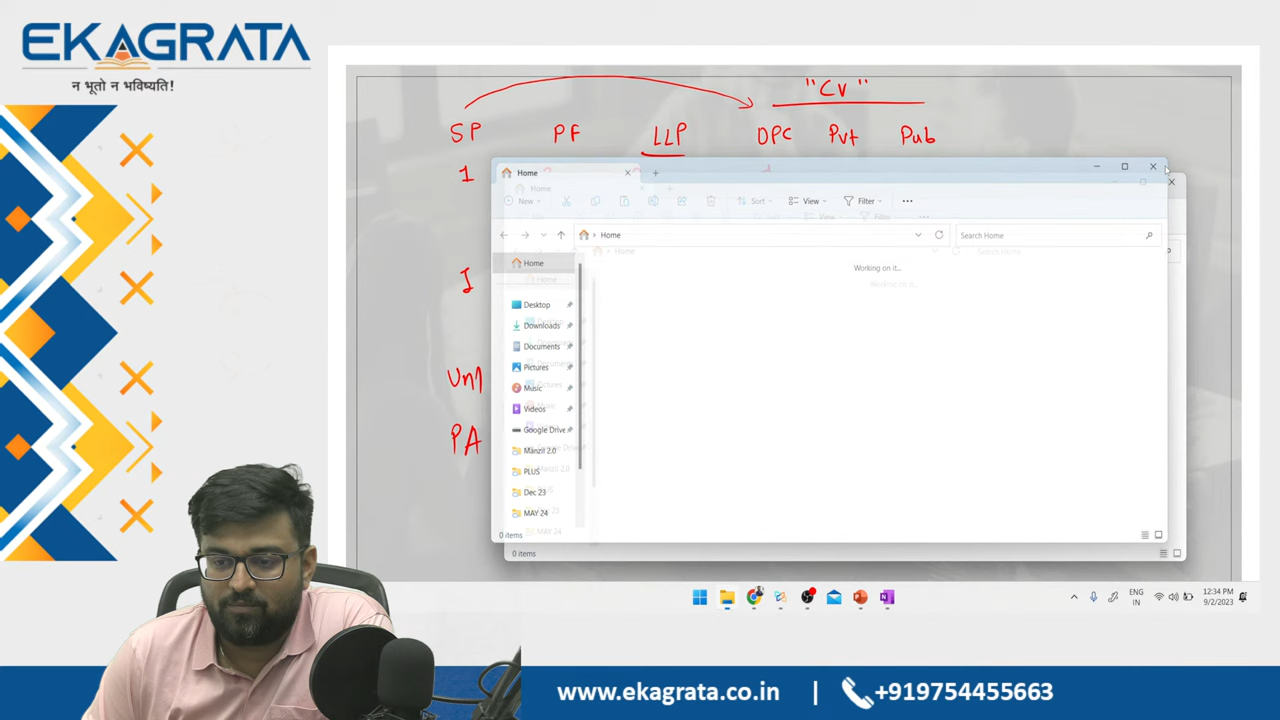 EKAGRATA
न भूतो न भविष्यति!
"CV"
SP PF LLP OPC Pvt Pub
1
I
PA
Home
New
Sort
View
Filter
Home
Search Home
Working on it...
Home
Desktop
Downloads
Documents
Pictures
Music
Videos
Google Drive
Manzil 2.0
PLUS
Dec 23
MAY 24
0 items
0 items
ENG
IN
12:34 PM
9/2/2023
www.ekagrata.co.in | +919754455663